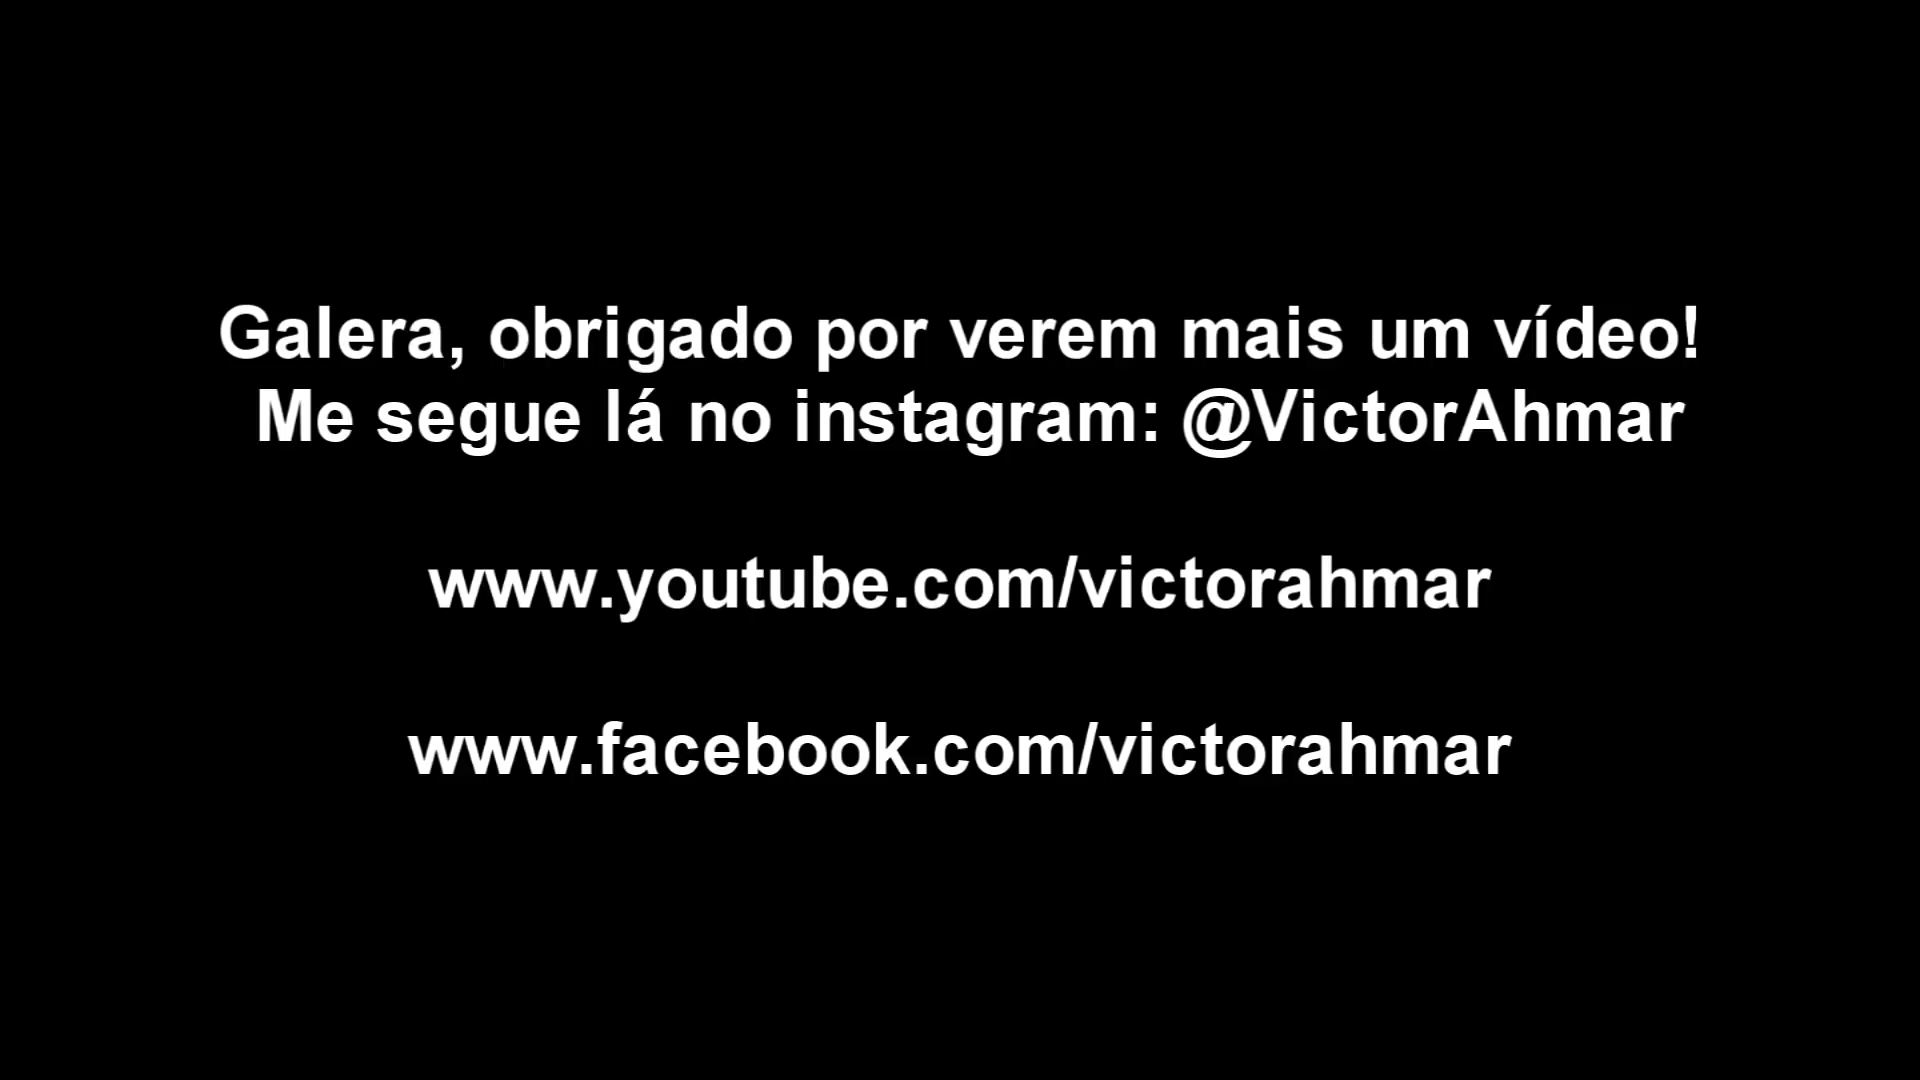 Galera, obrigado por verem mais um vídeo!
Me segue lá no instagram: @VictorAhmar
www.youtube.com/victorahmar
www.facebook.com/victorahmar